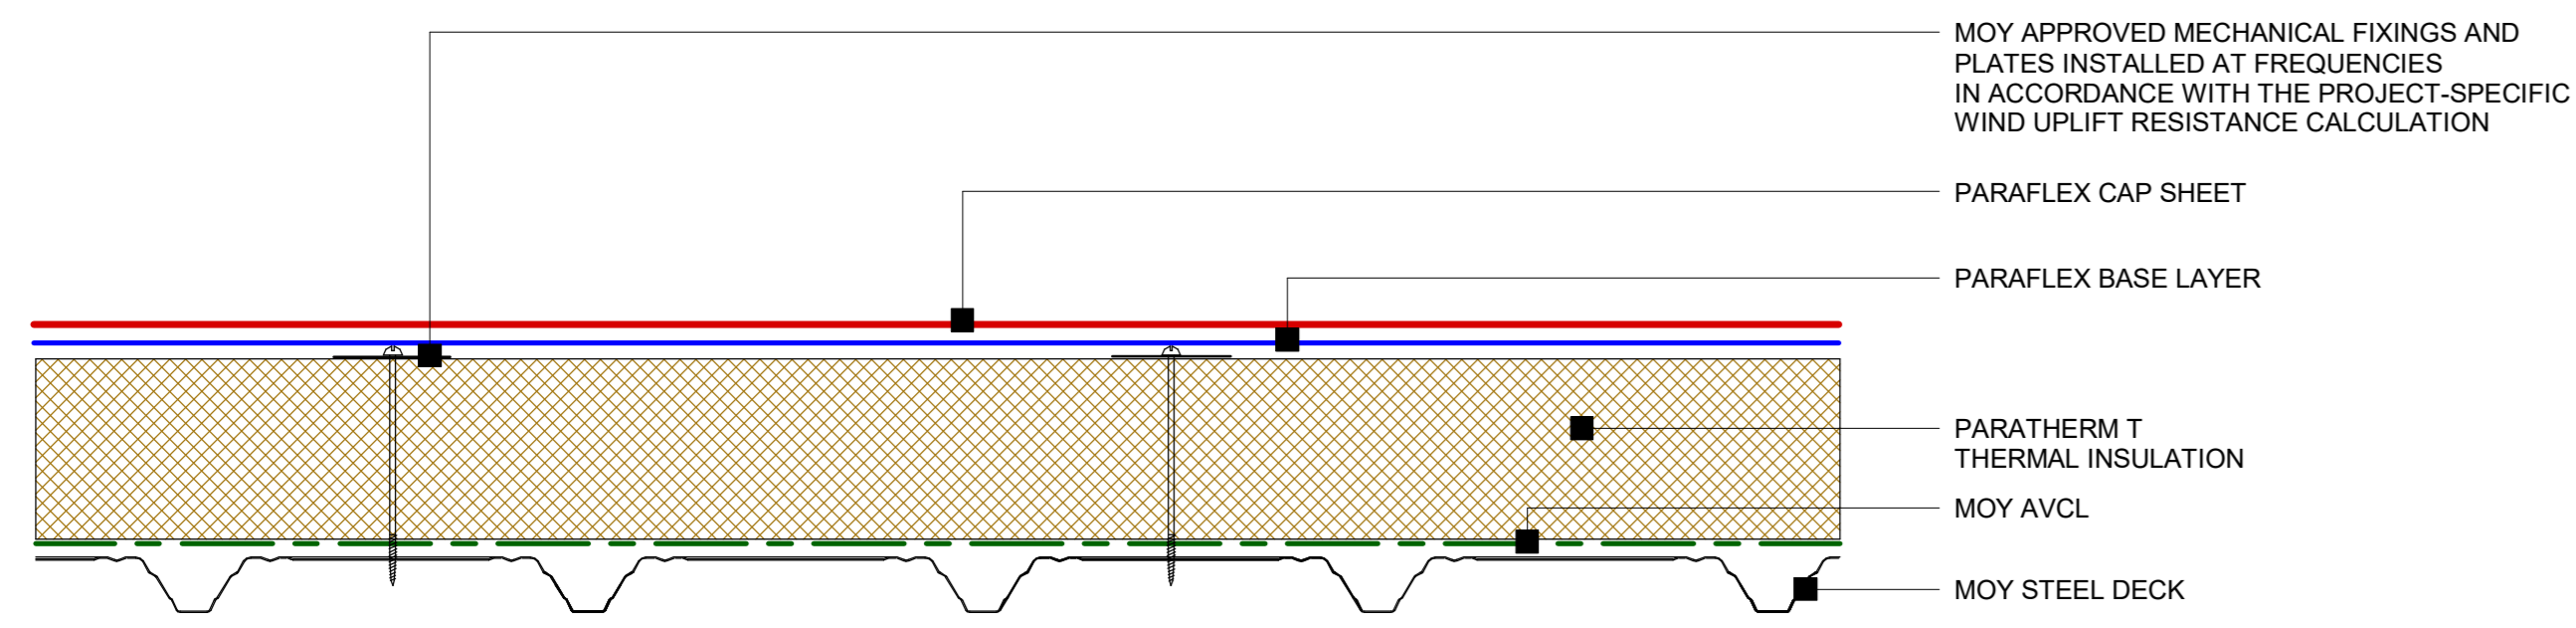 MOY APPROVED MECHANICAL FIXINGS AND
PLATES INSTALLED AT FREQUENCIES
IN ACCORDANCE WITH THE PROJECT-SPECIFIC
WIND UPLIFT RESISTANCE CALCULATION
PARAFLEX CAP SHEET
PARAFLEX BASE LAYER
PARATHERM T
THERMAL INSULATION
MOY AVCL
MOY STEEL DECK